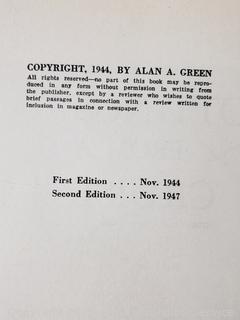 COPYRIGHT, 1944, BY ALAN A. GREEN
All rights reserved—no part of this book may be repro-
duced in any form without permission in writing from
the publisher, except by a reviewer who wishes to quote
brief passages in connection with a review written for
inclusion in magazine or newspaper.
First Edition .... Nov. 1944
Second Edition ... Nov. 1947